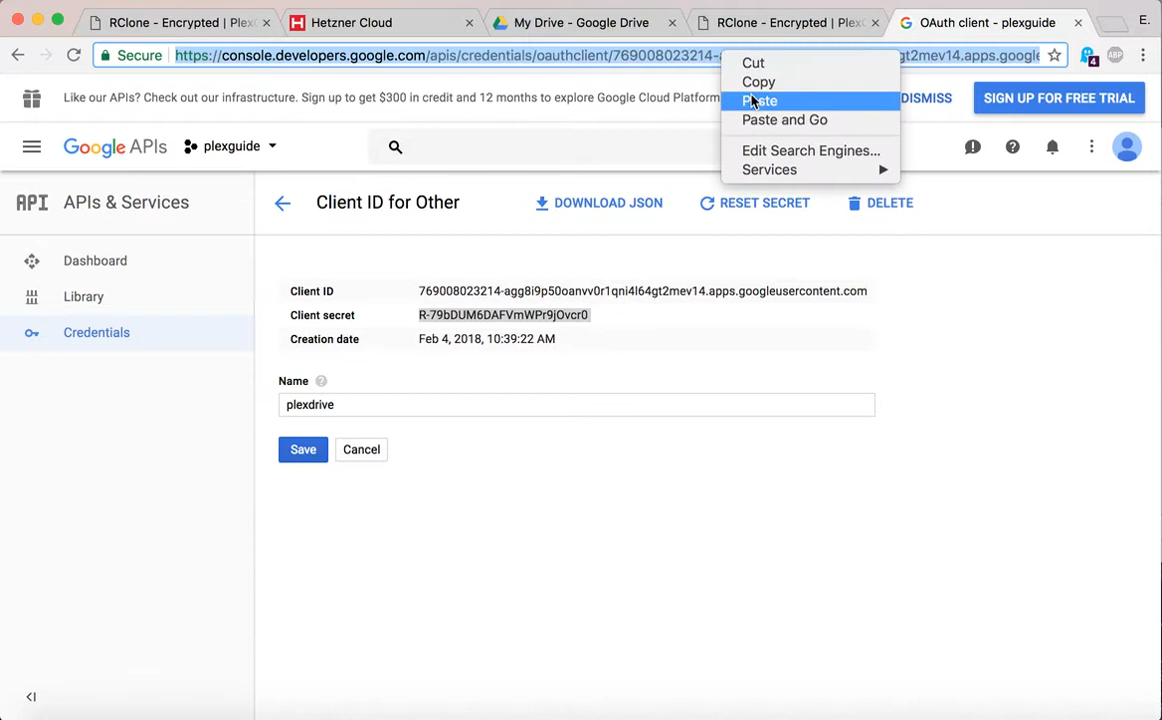 RClone - Encrypted | PlexG
Hetzner Cloud
My Drive - Google Drive
RClone - Encrypted | PlexG
OAuth client - plexguide
E.
Secure
https://console.developers.google.com/apis/credentials/oauthclient/769008023214-
gt2mev14.apps.google
4
ABP
Cut
Copy
Paste
Paste and Go
Edit Search Engines...
Services
Like our APIs? Check out our infrastructure. Sign up to get $300 in credit and 12 months to explore Google Cloud Platform
DISMISS
SIGN UP FOR FREE TRIAL
Google APIs
plexguide
API APIs & Services
Client ID for Other
DOWNLOAD JSON
RESET SECRET
DELETE
Dashboard
Library
Credentials
Client ID 769008023214-agg8i9p50oanvv0r1qni4l64gt2mev14.apps.googleusercontent.com
Client secret R-79bDUM6DAFVmWPr9jOvcr0
Creation date Feb 4, 2018, 10:39:22 AM
Name
plexdrive
Save
Cancel